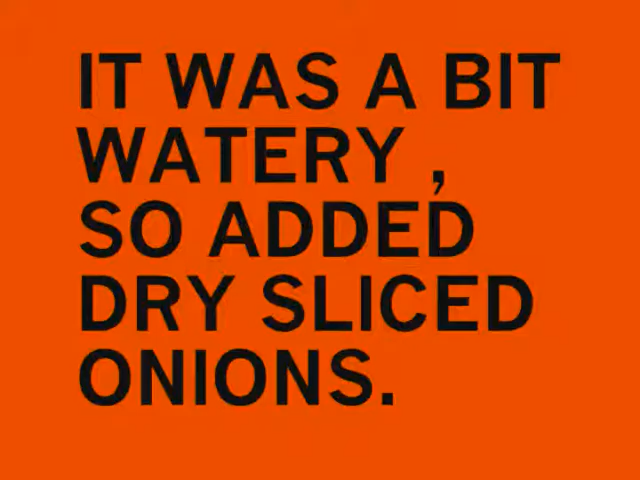 IT WAS A BIT
WATERY ,
SO ADDED
DRY SLICED
ONIONS.